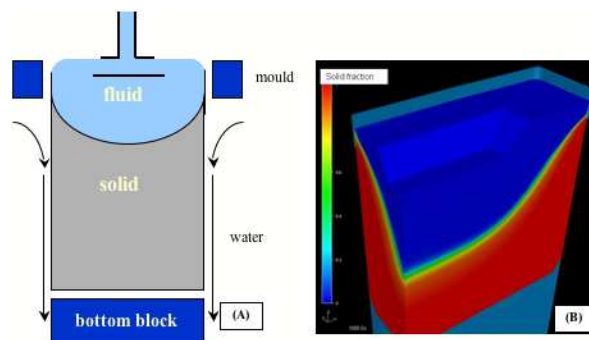 mould
fluid
solid
water
bottom block
(A)
Solid fraction
(B)